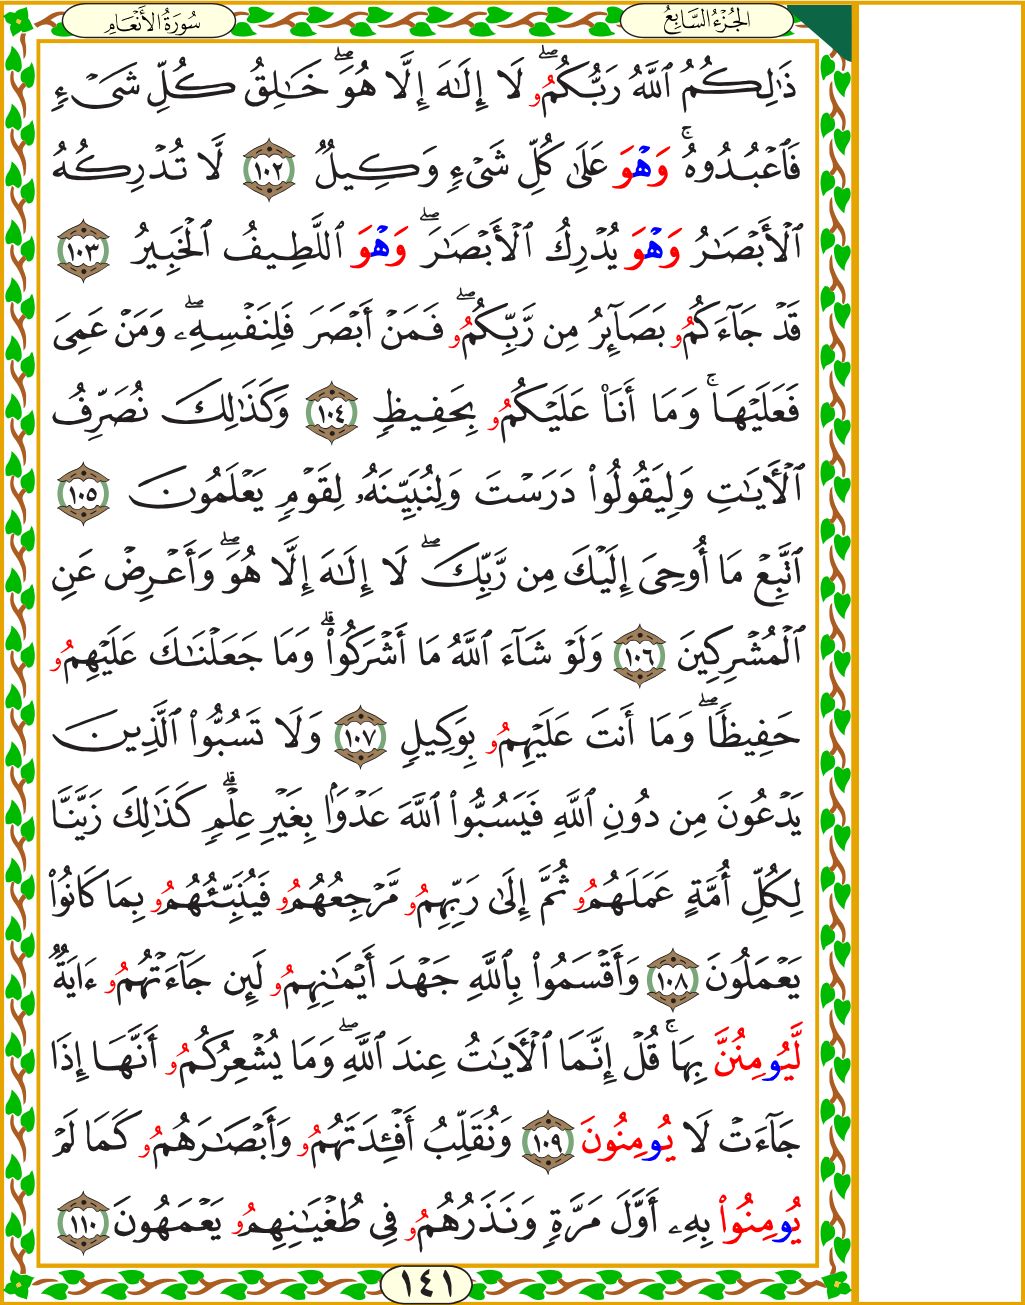 سُورَةُ الأَنْعَامِ
الجُزْءُ السَّابِعُ
ذَٰلِكُمُ ٱللَّهُ رَبُّكُمُۥۖ لَا إِلَٰهَ إِلَّا هُوَۖ خَٰلِقُ كُلِّ شَىْءٍ
فَٱعْبُدُوهُۚ وَهْوَ عَلَىٰ كُلِّ شَىْءٍ وَكِيلٌ ١٠٢ لَّا تُدْرِكُهُ
ٱلْأَبْصَٰرُ وَهْوَ يُدْرِكُ ٱلْأَبْصَٰرَۖ وَهْوَ ٱللَّطِيفُ ٱلْخَبِيرُ ١٠٣
قَدْ جَآءَكُمُۥ بَصَآئِرُ مِن رَّبِّكُمُۥۖ فَمَنْ أَبْصَرَ فَلِنَفْسِهِۦۖ وَمَنْ عَمِىَ
فَعَلَيْهَاۚ وَمَا أَنَا۠ عَلَيْكُمُۥ بِحَفِيظٍ ١٠٤ وَكَذَٰلِكَ نُصَرِّفُ
ٱلْأَيَٰتِ وَلِيَقُولُوا۟ دَرَسْتَ وَلِنُبَيِّنَهُۥ لِقَوْمٍ يَعْلَمُونَ ١٠٥
ٱتَّبِعْ مَا أُوحِىَ إِلَيْكَ مِن رَّبِّكَۖ لَا إِلَٰهَ إِلَّا هُوَۖ وَأَعْرِضْ عَنِ
ٱلْمُشْرِكِينَ ١٠٦ وَلَوْ شَآءَ ٱللَّهُ مَا أَشْرَكُوا۟ۗ وَمَا جَعَلْنَٰكَ عَلَيْهِمُۥ
حَفِيظًاۖ وَمَا أَنتَ عَلَيْهِمُۥ بِوَكِيلٍ ١٠٧ وَلَا تَسُبُّوا۟ ٱلَّذِينَ
يَدْعُونَ مِن دُونِ ٱللَّهِ فَيَسُبُّوا۟ ٱللَّهَ عَدْوًۢا بِغَيْرِ عِلْمٍۗ كَذَٰلِكَ زَيَّنَّا
لِكُلِّ أُمَّةٍ عَمَلَهُمُۥ ثُمَّ إِلَىٰ رَبِّهِمُۥ مَّرْجِعُهُمُۥ فَيُنَبِّئُهُمُۥ بِمَا كَانُوا۟
يَعْمَلُونَ ١٠٨ وَأَقْسَمُوا۟ بِٱللَّهِ جَهْدَ أَيْمَٰنِهِمُۥ لَئِن جَآءَتْهُمُۥ ءَايَةٌ
لَّيُومِنُنَّ بِهَاۚ قُلْ إِنَّمَا ٱلْأَيَٰتُ عِندَ ٱللَّهِۖ وَمَا يُشْعِرُكُمُۥ أَنَّهَا إِذَا
جَآءَتْ لَا يُومِنُونَ ١٠٩ وَنُقَلِّبُ أَفْـِٔدَتَهُمُۥ وَأَبْصَٰرَهُمُۥ كَمَا لَمْ
يُومِنُوا۟ بِهِۦ أَوَّلَ مَرَّةٍ وَنَذَرُهُمُۥ فِى طُغْيَٰنِهِمُۥ يَعْمَهُونَ ١١٠
١٤١